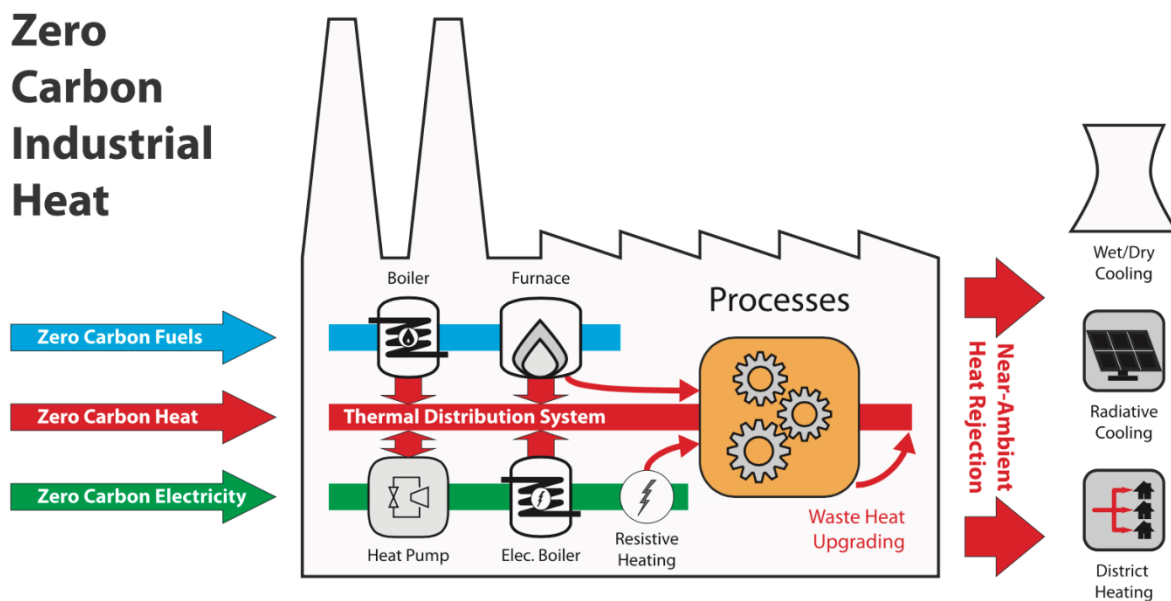 Zero
Carbon
Industrial
Heat
Boiler
Furnace
Processes
Zero Carbon Fuels
Zero Carbon Heat
Thermal Distribution System
Zero Carbon Electricity
Heat Pump
Elec. Boiler
Resistive
Heating
Waste Heat
Upgrading
Near-Ambient
Heat Rejection
Wet/Dry
Cooling
Radiative
Cooling
District
Heating